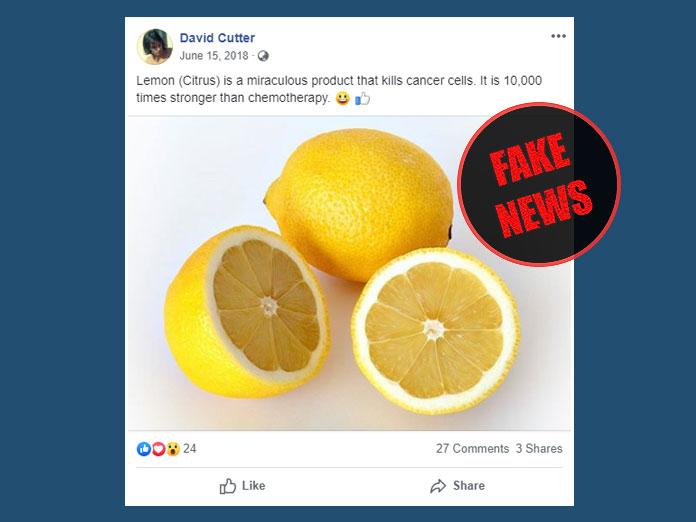 David Cutter
June 15, 2018 ·
Lemon (Citrus) is a miraculous product that kills cancer cells. It is 10,000
times stronger than chemotherapy. 😃 👍
FAKE
NEWS
24
27 Comments 3 Shares
Like
Share